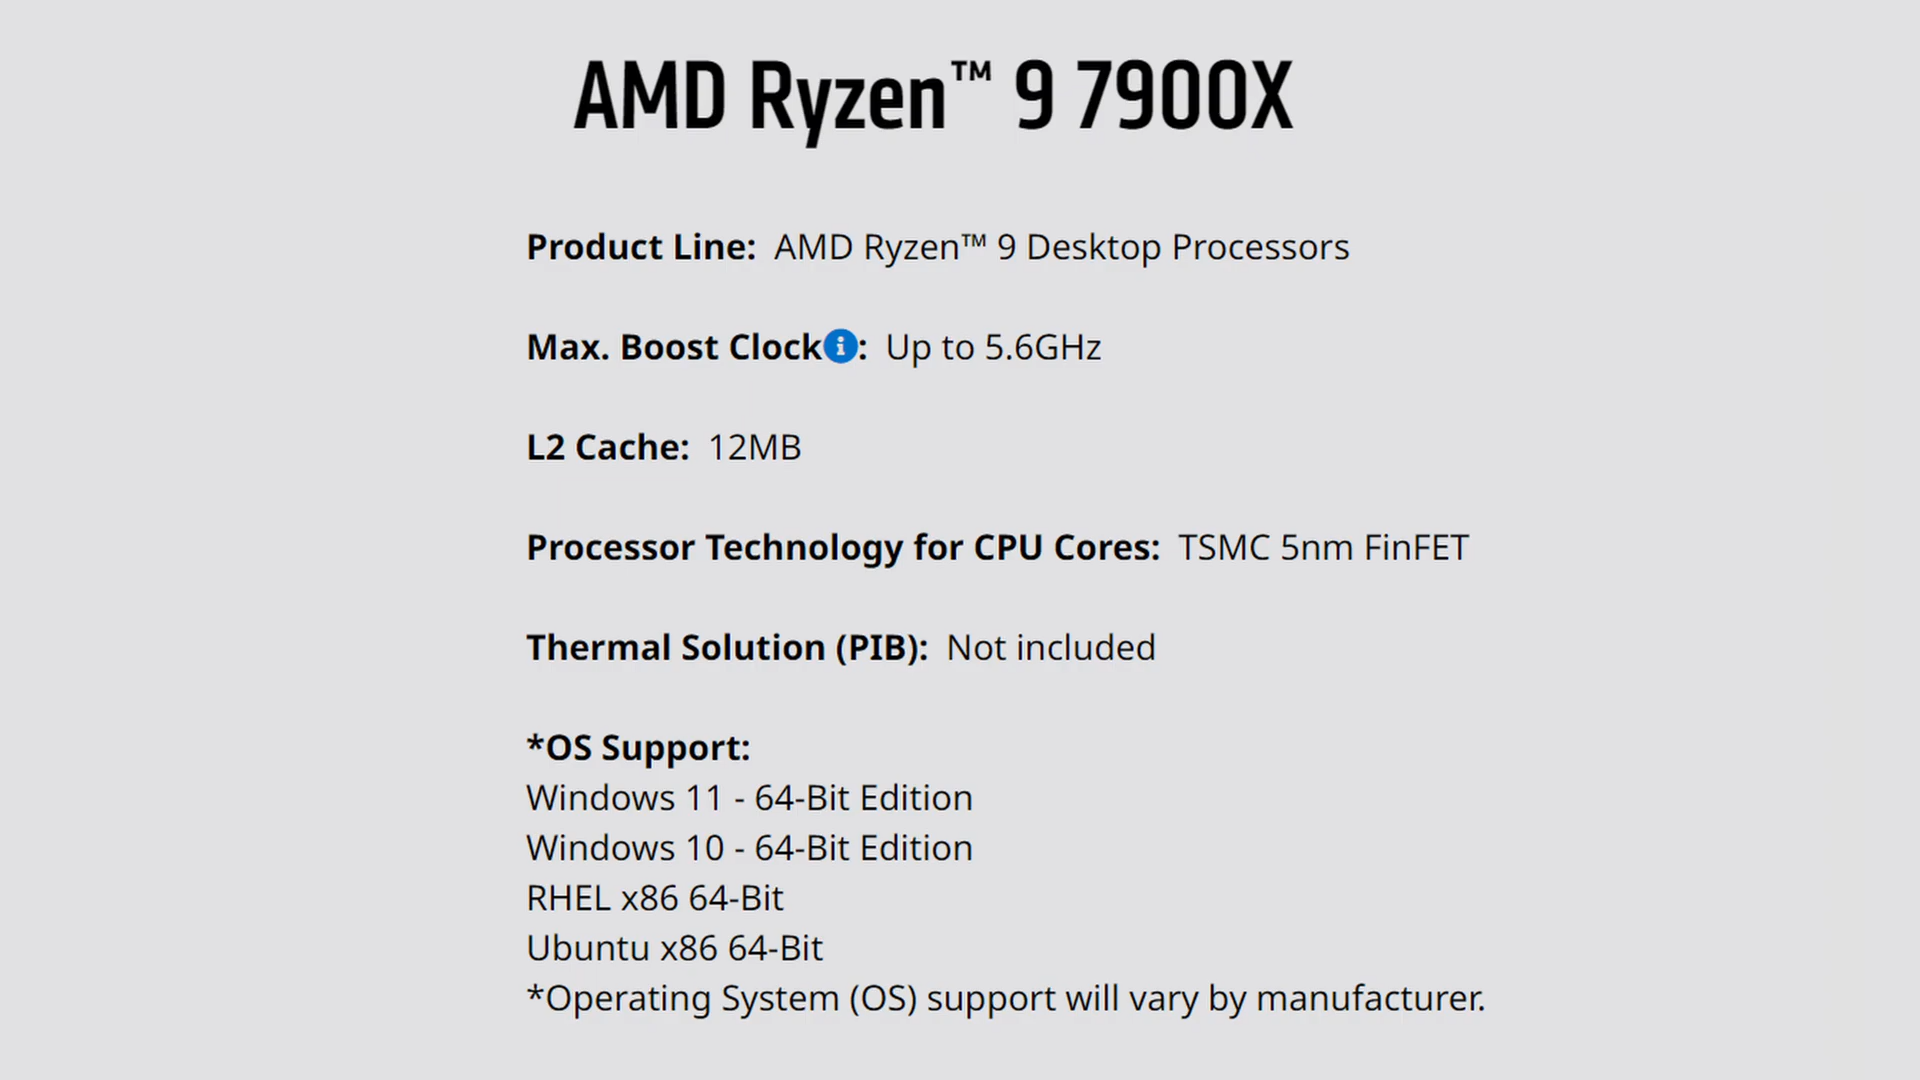 AMD Ryzen™ 9 7900X
Product Line: AMD Ryzen™ 9 Desktop Processors
Max. Boost Clock: Up to 5.6GHz
L2 Cache: 12MB
Processor Technology for CPU Cores: TSMC 5nm FinFET
Thermal Solution (PIB): Not included
*OS Support:
Windows 11 - 64-Bit Edition
Windows 10 - 64-Bit Edition
RHEL x86 64-Bit
Ubuntu x86 64-Bit
*Operating System (OS) support will vary by manufacturer.